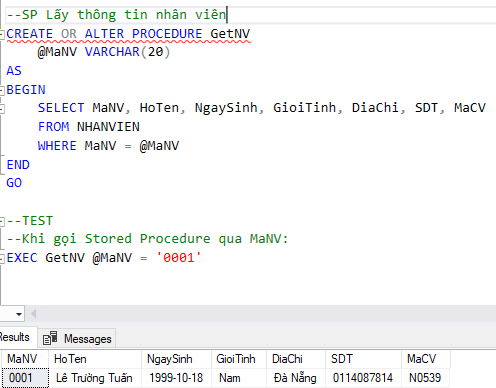 --SP Lấy thông tin nhân viên
CREATE OR ALTER PROCEDURE GetNV
@MaNV VARCHAR(20)
AS
BEGIN
SELECT MaNV, HoTen, NgaySinh, GioiTinh, DiaChi, SDT, MaCV
FROM NHANVIEN
WHERE MaNV = @MaNV
END
GO
--TEST
--Khi gọi Stored Procedure qua MaNV:
EXEC GetNV @MaNV = '0001'
Results Messages
MaNV HoTen NgaySinh GioiTinh DiaChi SDT MaCV
0001 Lê Trường Tuấn 1999-10-18 Nam Đà Nẵng 0114087814 N0539